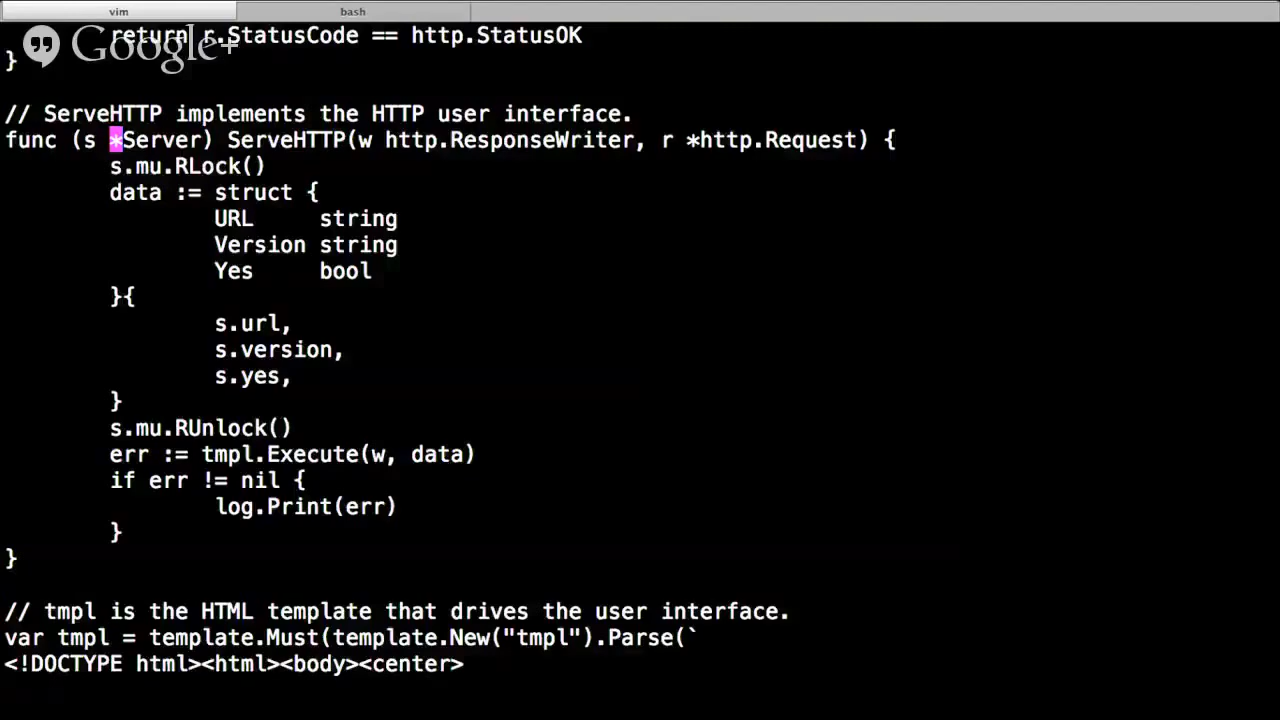 vim bash
Google+
return r.StatusCode == http.StatusOK
}
// ServeHTTP implements the HTTP user interface.
func (s *Server) ServeHTTP(w http.ResponseWriter, r *http.Request) {
        s.mu.RLock()
        data := struct {
                URL     string
                Version string
                Yes     bool
        }{
                s.url,
                s.version,
                s.yes,
        }
        s.mu.RUnlock()
        err := tmpl.Execute(w, data)
        if err != nil {
                log.Print(err)
        }
}
// tmpl is the HTML template that drives the user interface.
var tmpl = template.Must(template.New("tmpl").Parse(`
<!DOCTYPE html><html><body><center>